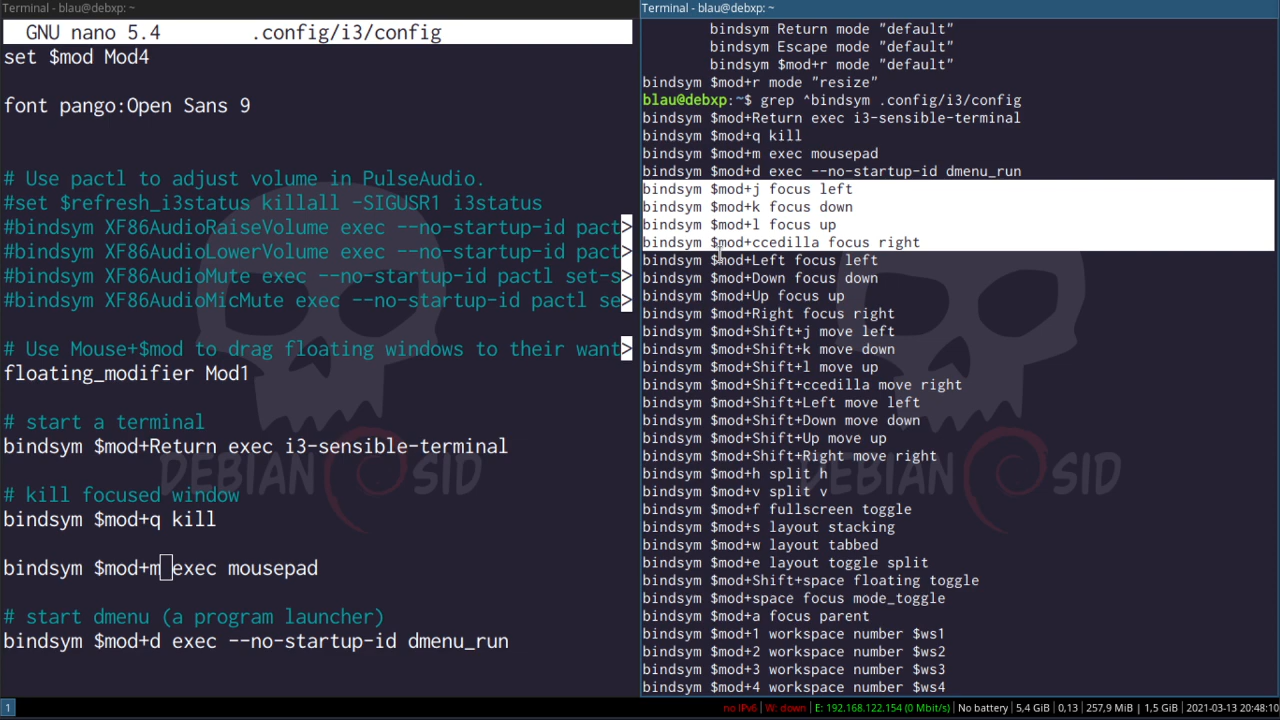 Terminal - blau@debxp: ~
GNU nano 5.4 .config/i3/config
set $mod Mod4
font pango:Open Sans 9
# Use pactl to adjust volume in PulseAudio.
#set $refresh_i3status killall -SIGUSR1 i3status
#bindsym XF86AudioRaiseVolume exec --no-startup-id pact>
#bindsym XF86AudioLowerVolume exec --no-startup-id pact>
#bindsym XF86AudioMute exec --no-startup-id pactl set-s>
#bindsym XF86AudioMicMute exec --no-startup-id pactl se>
# Use Mouse+$mod to drag floating windows to their want>
floating_modifier Mod1
# start a terminal
bindsym $mod+Return exec i3-sensible-terminal
# kill focused window
bindsym $mod+q kill
bindsym $mod+m exec mousepad
# start dmenu (a program launcher)
bindsym $mod+d exec --no-startup-id dmenu_run
DEBIAN SID
Terminal - blau@debxp: ~
bindsym Return mode "default"
bindsym Escape mode "default"
bindsym $mod+r mode "default"
bindsym $mod+r mode "resize"
blau@debxp:~$ grep ^bindsym .config/i3/config
bindsym $mod+Return exec i3-sensible-terminal
bindsym $mod+q kill
bindsym $mod+m exec mousepad
bindsym $mod+d exec --no-startup-id dmenu_run
bindsym $mod+j focus left
bindsym $mod+k focus down
bindsym $mod+l focus up
bindsym $mod+ccedilla focus right
bindsym $mod+Left focus left
bindsym $mod+Down focus down
bindsym $mod+Up focus up
bindsym $mod+Right focus right
bindsym $mod+Shift+j move left
bindsym $mod+Shift+k move down
bindsym $mod+Shift+l move up
bindsym $mod+Shift+ccedilla move right
bindsym $mod+Shift+Left move left
bindsym $mod+Shift+Down move down
bindsym $mod+Shift+Up move up
bindsym $mod+Shift+Right move right
bindsym $mod+h split h
bindsym $mod+v split v
bindsym $mod+f fullscreen toggle
bindsym $mod+s layout stacking
bindsym $mod+w layout tabbed
bindsym $mod+e layout toggle split
bindsym $mod+Shift+space floating toggle
bindsym $mod+space focus mode_toggle
bindsym $mod+a focus parent
bindsym $mod+1 workspace number $ws1
bindsym $mod+2 workspace number $ws2
bindsym $mod+3 workspace number $ws3
bindsym $mod+4 workspace number $ws4
DEBIAN SID
1
no IPv6 | W: down | E: 192.168.122.154 (0 Mbit/s) | No battery | 5,4 GiB | 0,13 | 257,9 MiB | 1,5 GiB | 2021-03-13 20:48:10